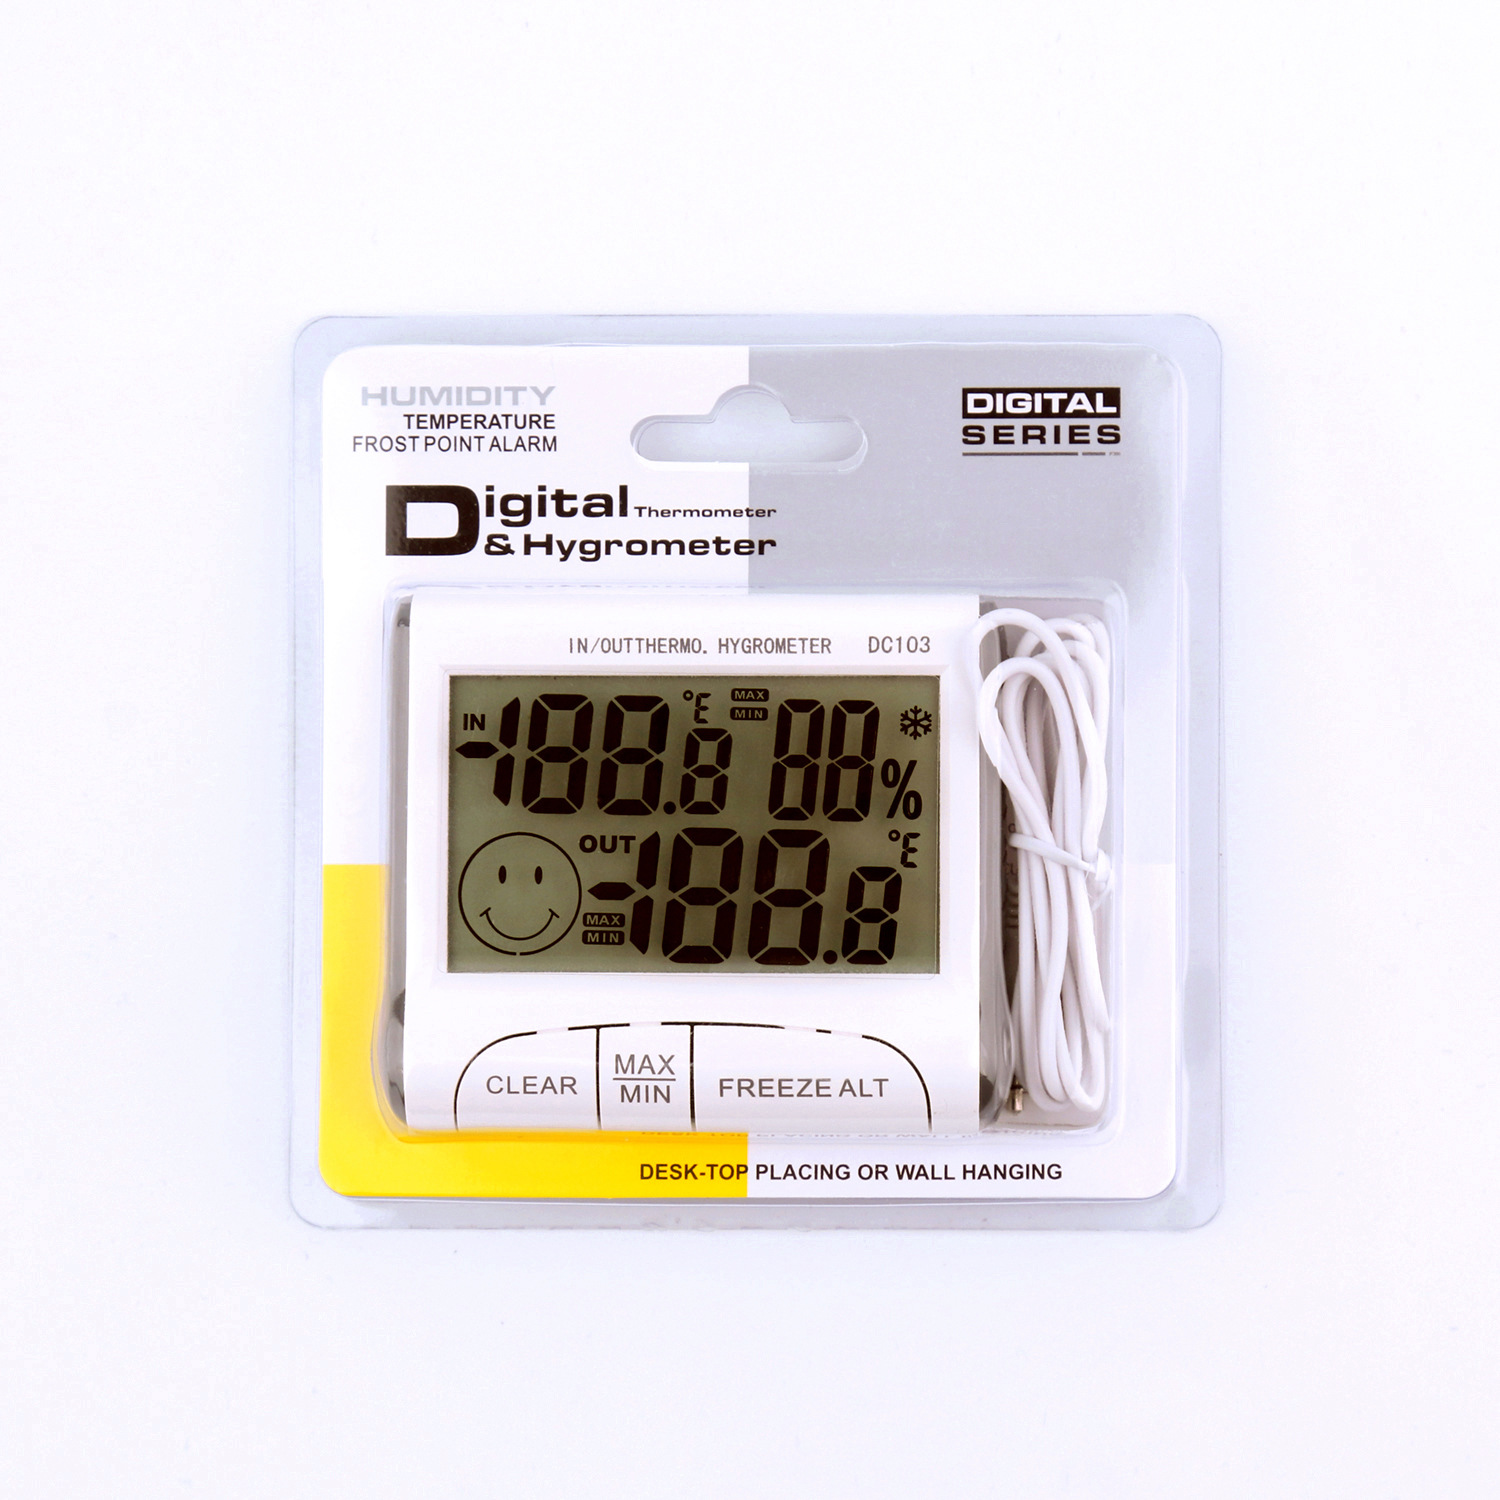 HUMIDITY
TEMPERATURE
FROST POINT ALARM
DIGITAL
SERIES
Digital Thermometer
& Hygrometer
IN/OUTTHERMO. HYGROMETER DC103
IN -188.8 °E MAX MIN 88 %
OUT -188.8 °E
MAX
MIN
CLEAR
MAX
MIN
FREEZE ALT
DESK-TOP PLACING OR WALL HANGING